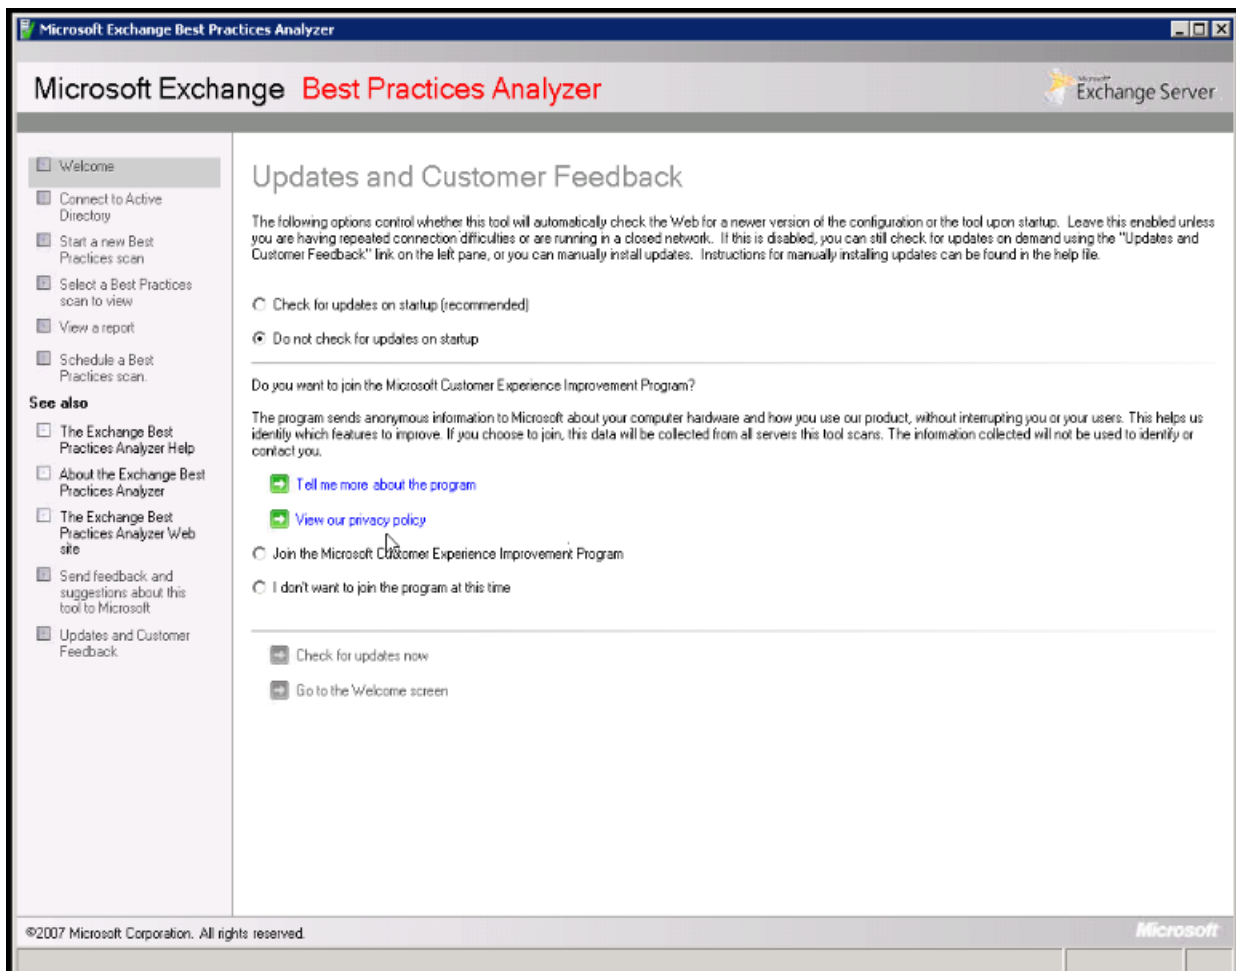 Microsoft Exchange Best Practices Analyzer
Microsoft Exchange Best Practices Analyzer
Microsoft
Exchange Server
Welcome
Connect to Active
Directory
Start a new Best
Practices scan
Select a Best Practices
scan to view
View a report
Schedule a Best
Practices scan.
See also
The Exchange Best
Practices Analyzer Help
About the Exchange Best
Practices Analyzer
The Exchange Best
Practices Analyzer Web
site
Send feedback and
suggestions about this
tool to Microsoft
Updates and Customer
Feedback
Updates and Customer Feedback
The following options control whether this tool will automatically check the Web for a newer version of the configuration or the tool upon startup. Leave this enabled unless
you are having repeated connection difficulties or are running in a closed network. If this is disabled, you can still check for updates on demand using the "Updates and
Customer Feedback" link on the left pane, or you can manually install updates. Instructions for manually installing updates can be found in the help file.
Check for updates on startup (recommended)
Do not check for updates on startup
Do you want to join the Microsoft Customer Experience Improvement Program?
The program sends anonymous information to Microsoft about your computer hardware and how you use our product, without interrupting you or your users. This helps us
identify which features to improve. If you choose to join, this data will be collected from all servers this tool scans. The information collected will not be used to identify or
contact you.
Tell me more about the program
View our privacy policy
Join the Microsoft Customer Experience Improvement Program
I don't want to join the program at this time
Check for updates now
Go to the Welcome screen
©2007 Microsoft Corporation. All rights reserved.
Microsoft